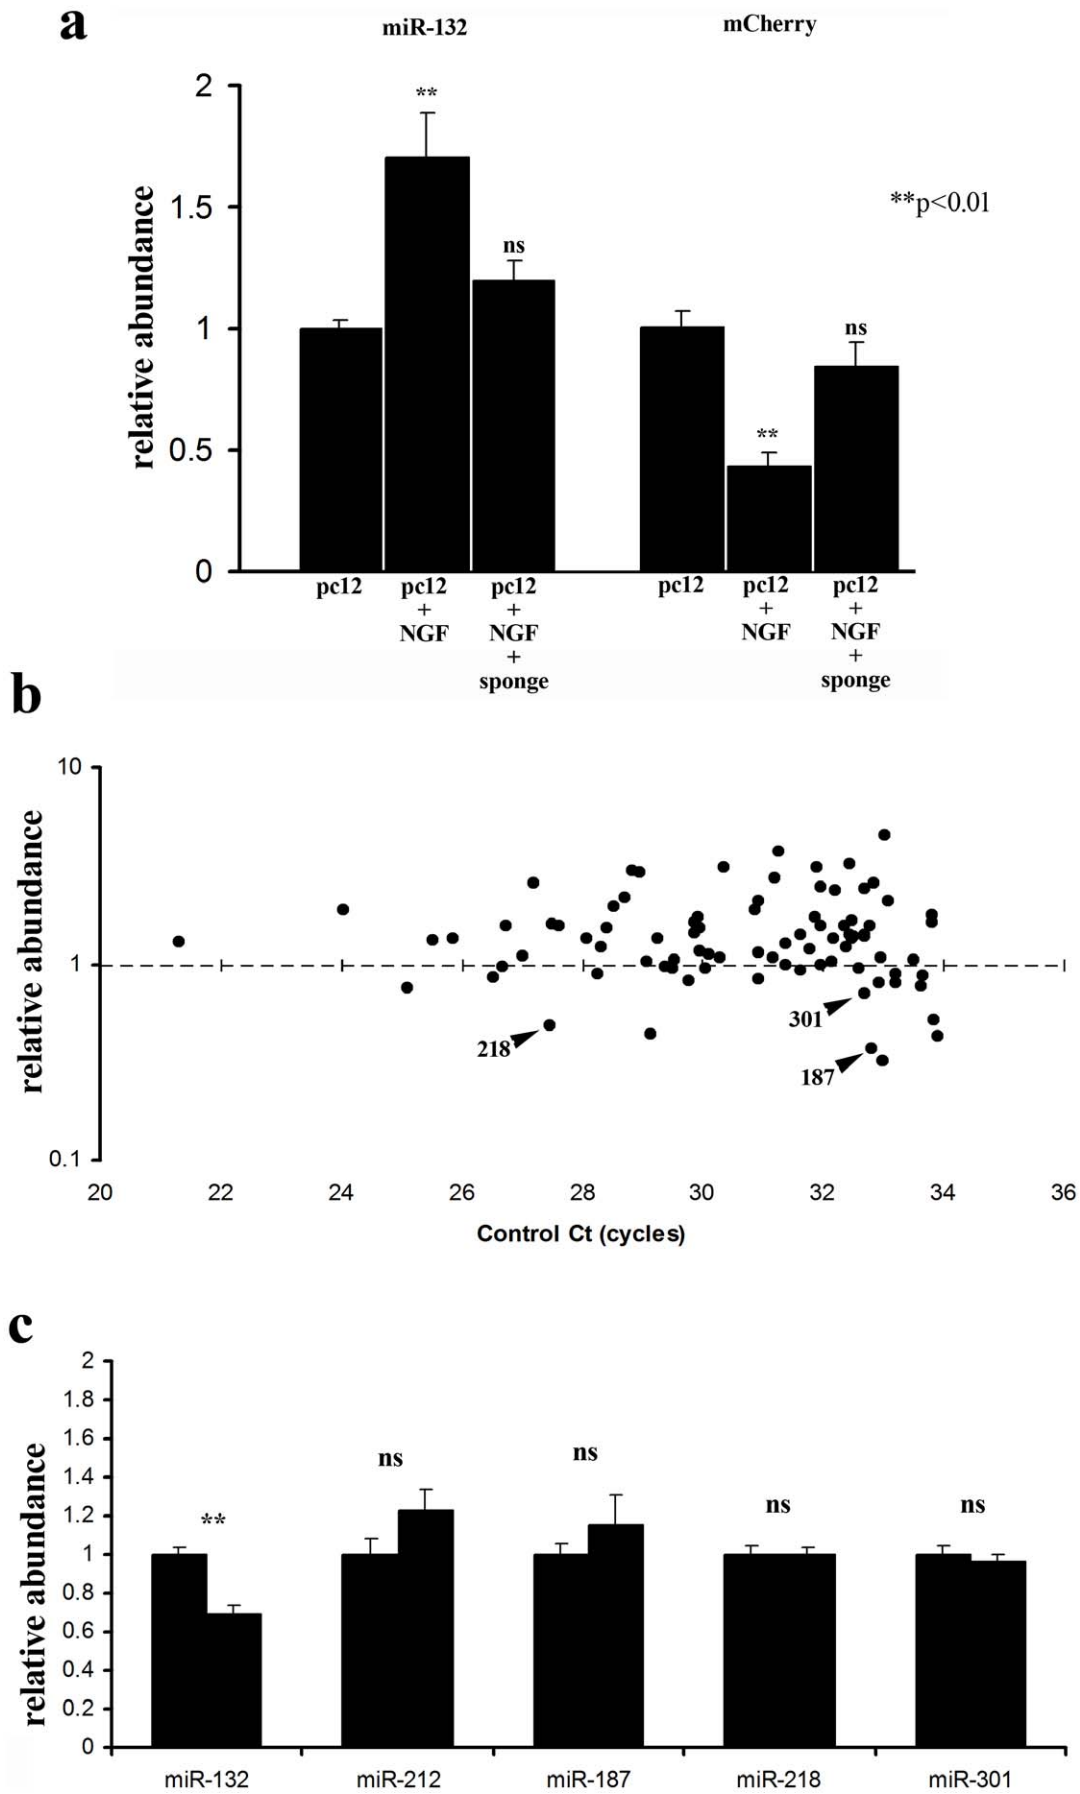 a
miR-132 mCherry
2
**
1.5
**p<0.01
ns
relative abundance
1
ns
**
0.5
0
pc12 pc12 pc12 pc12 pc12 pc12
+ + + +
NGF NGF NGF NGF
+ +
sponge sponge
b
10
relative abundance
1
301
218
187
0.1
20 22 24 26 28 30 32 34 36
Control Ct (cycles)
c
2
1.8
1.6
ns ns
1.4
** ns ns
1.2
relative abundance
1
0.8
0.6
0.4
0.2
0
miR-132 miR-212 miR-187 miR-218 miR-301